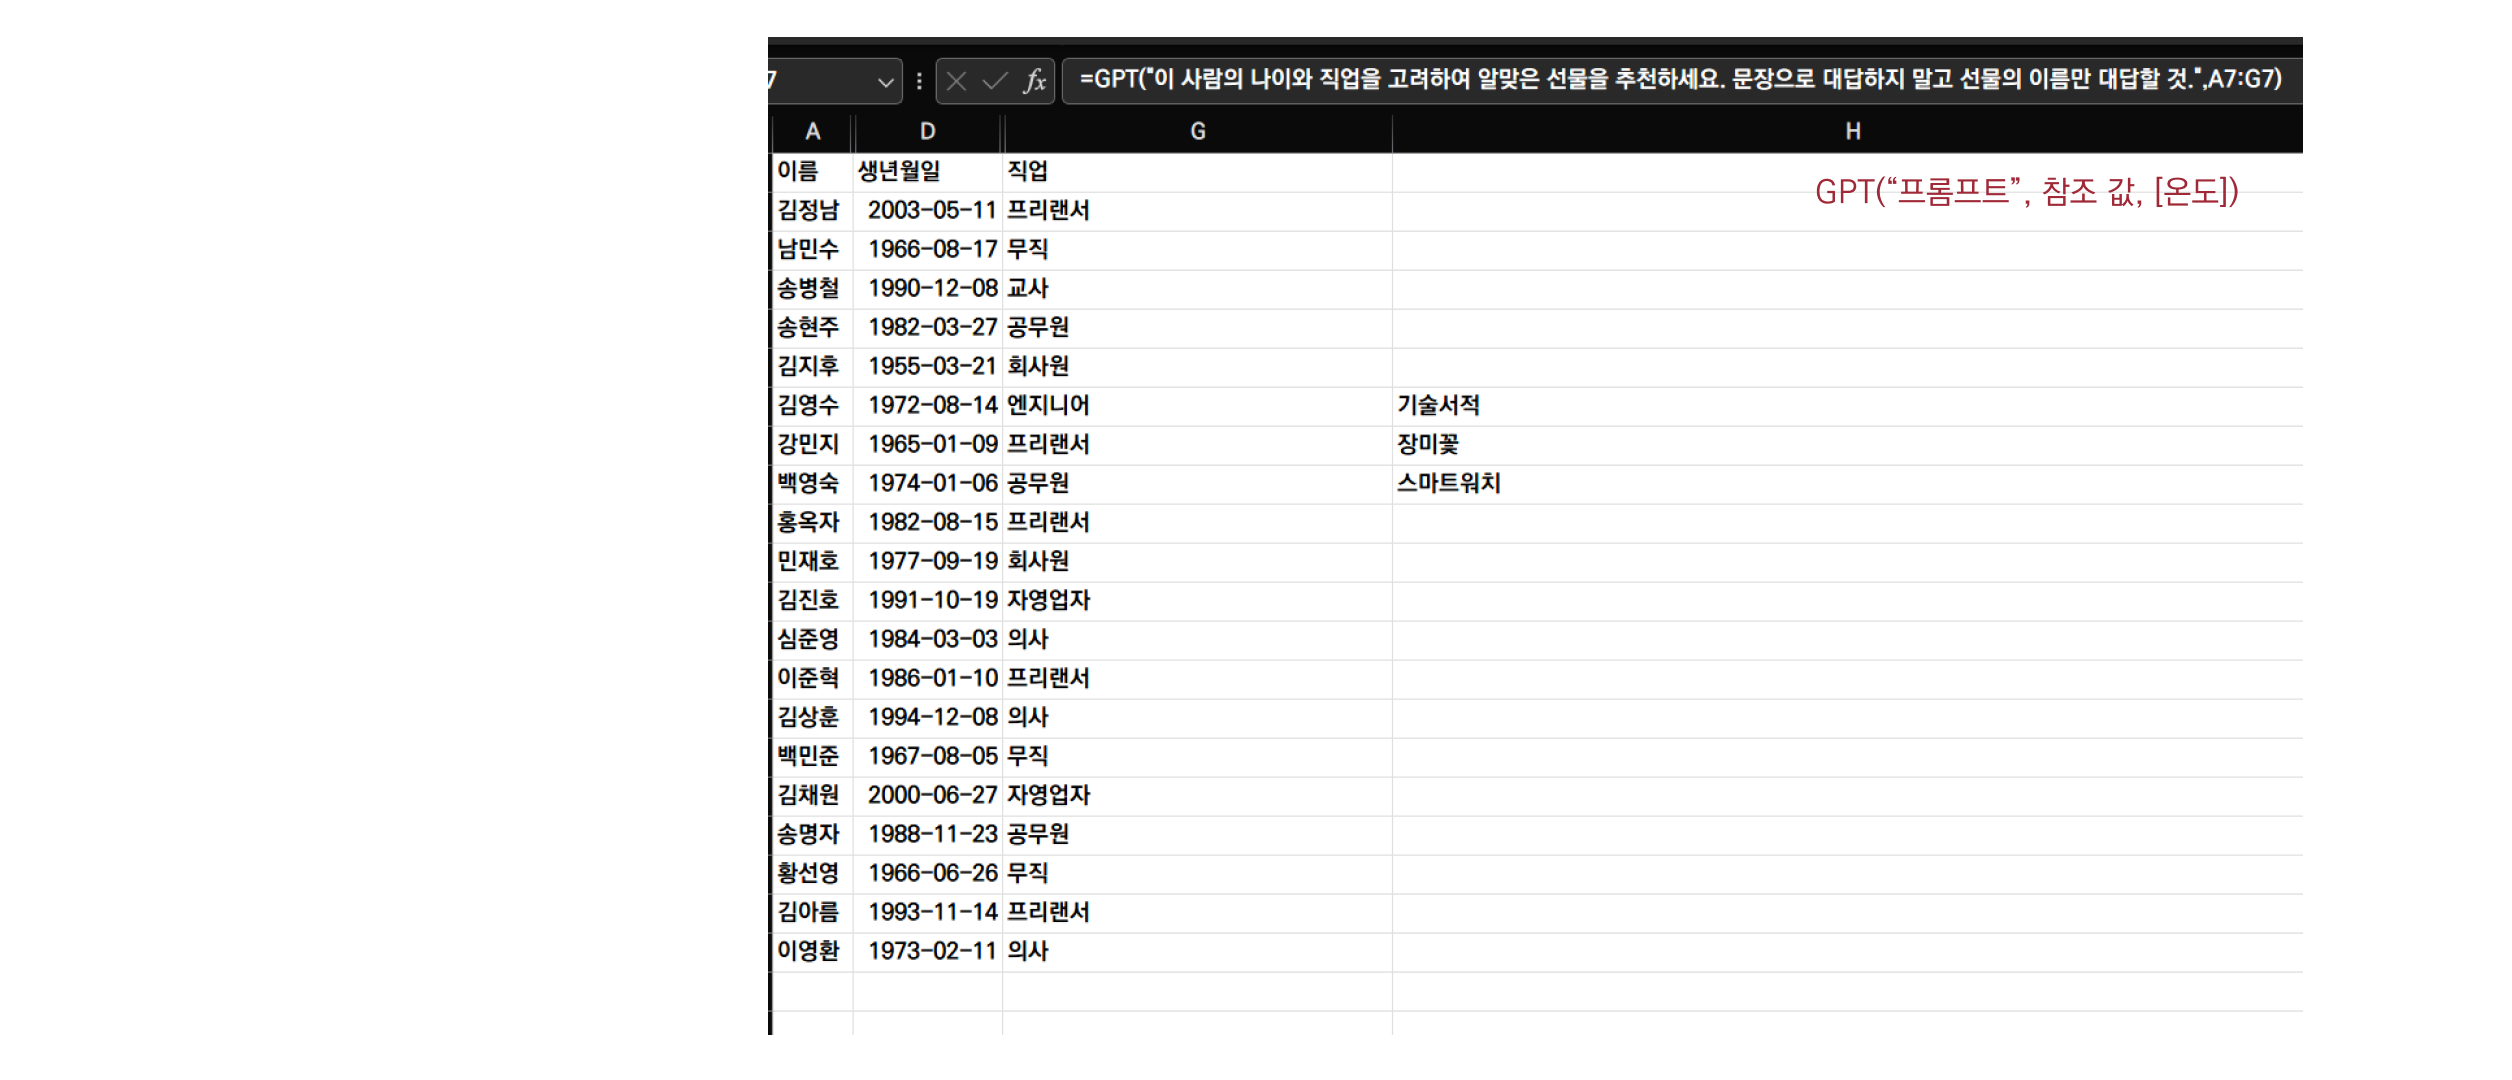 7 fx =GPT("이 사람의 나이와 직업을 고려하여 알맞은 선물을 추천하세요. 문장으로 대답하지 말고 선물의 이름만 대답할 것.",A7:G7)
A D G H
이름 생년월일 직업
GPT(“프롬프트”, 참조 값, [온도])
김정남 2003-05-11 프리랜서
남민수 1966-08-17 무직
송병철 1990-12-08 교사
송현주 1982-03-27 공무원
김지후 1955-03-21 회사원
김영수 1972-08-14 엔지니어 기술서적
강민지 1965-01-09 프리랜서 장미꽃
백영숙 1974-01-06 공무원 스마트워치
홍옥자 1982-08-15 프리랜서
민재호 1977-09-19 회사원
김진호 1991-10-19 자영업자
심준영 1984-03-03 의사
이준혁 1986-01-10 프리랜서
김상훈 1994-12-08 의사
백민준 1967-08-05 무직
김채원 2000-06-27 자영업자
송명자 1988-11-23 공무원
황선영 1966-06-26 무직
김아름 1993-11-14 프리랜서
이영환 1973-02-11 의사